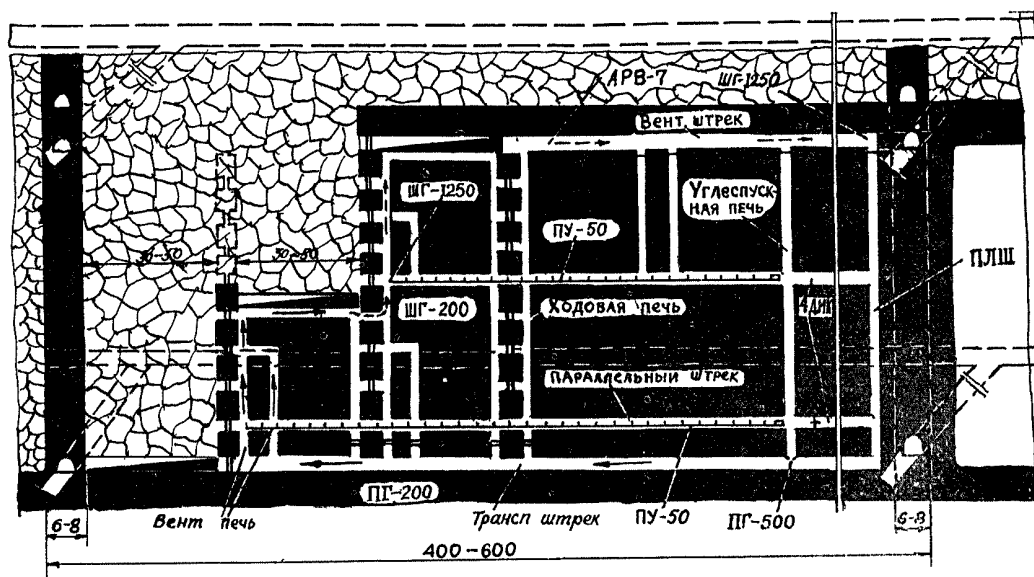 АРВ-7
ШГ-1250
Вент. штрек
ШГ-1250
Углеспуск-
ная печь
ПУ-50
ПЛШ
30-50
ШГ-200
Ходовая печь
Параллельный штрек
ПГ-200
Вент печь
Трансп штрек
ПУ-50
ПГ-500
6-8
6-8
400-600